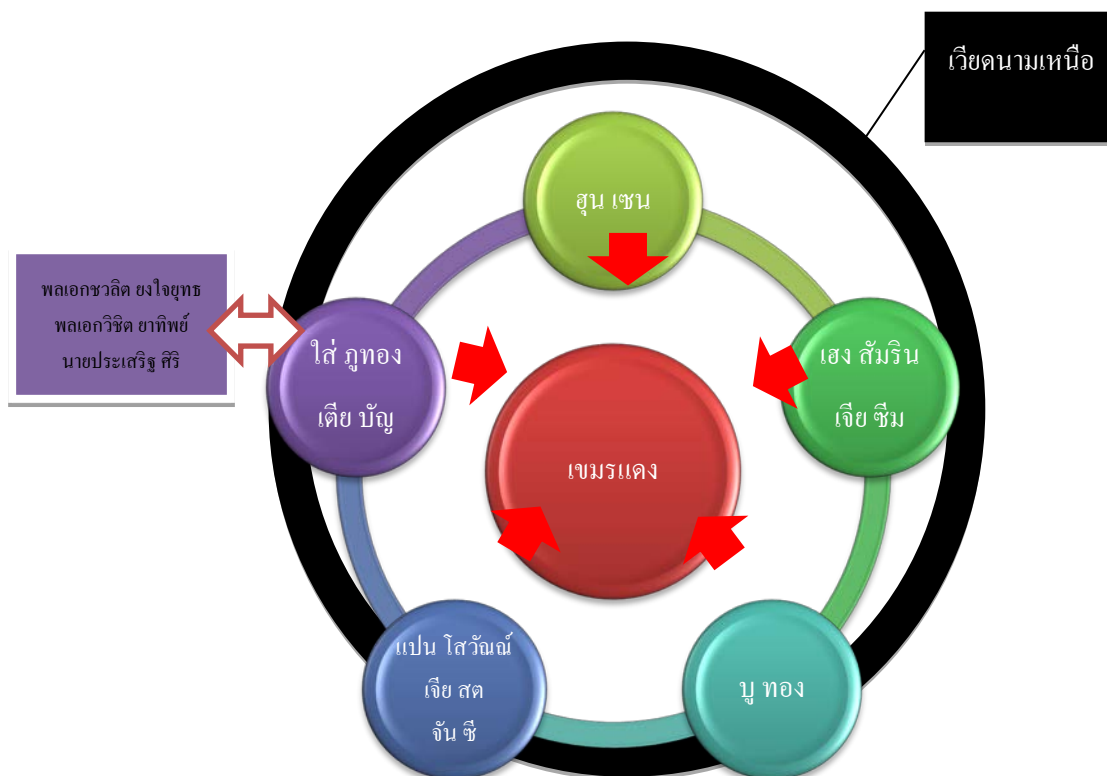 เวียดนามเหนือ
ฮุน เซน
พลเอกชวลิต ยงใจยุทธ
พลเอกวิชิต ยาทิพย์
นายประเสริฐ ศิริ
ใส่ ภูทอง
เตีย บัญ
เฮง สัมริน
เจีย ซีม
เขมรแดง
แปน โสวัณณ์
เจีย สต
จัน ซี
บู ทอง